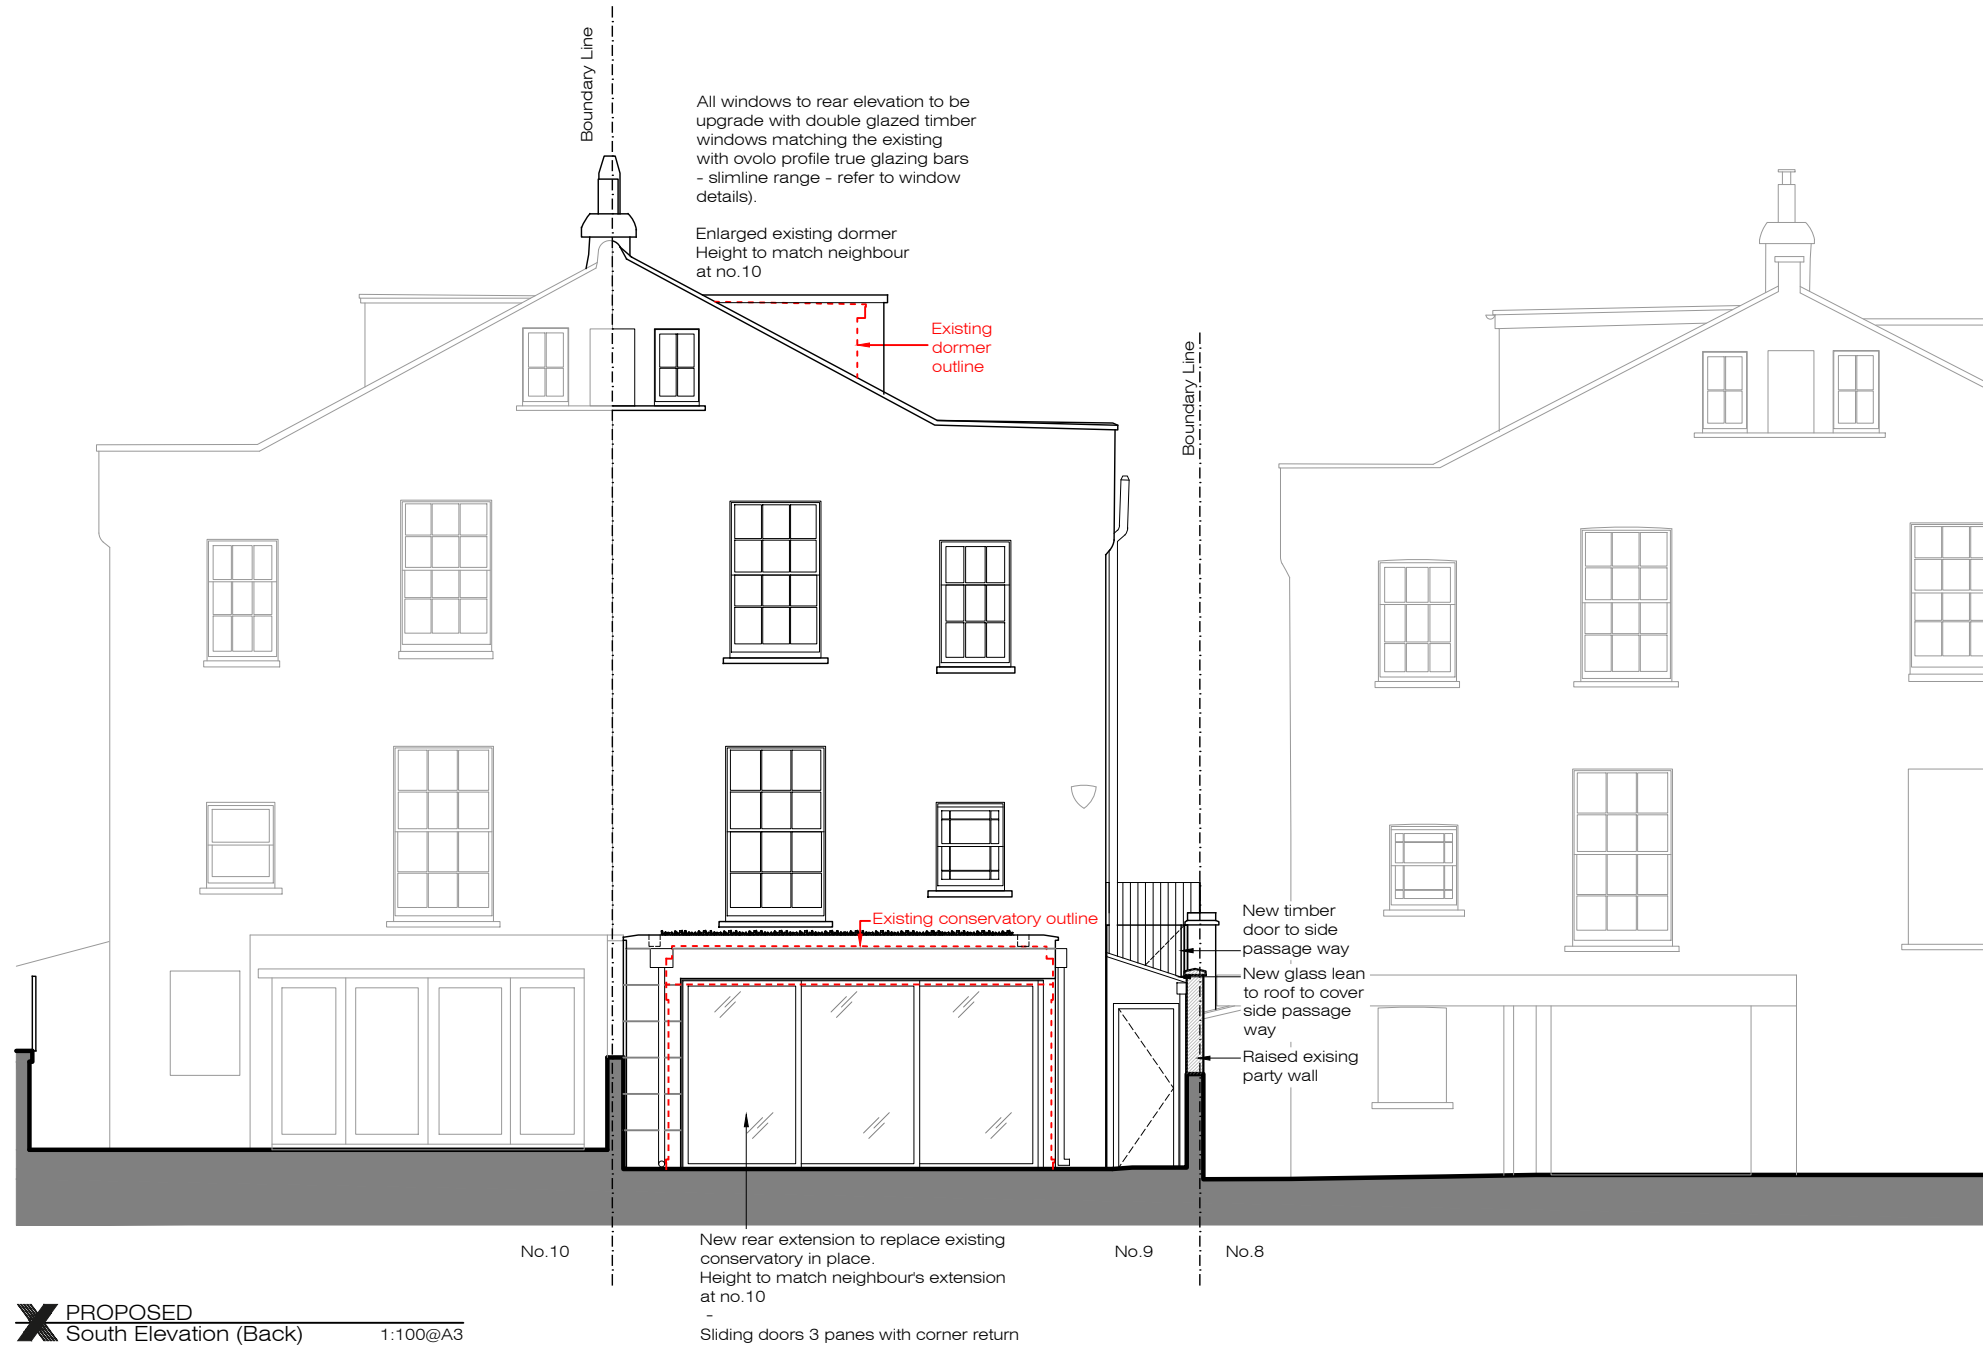 Boundary Line
All windows to rear elevation to be
upgrade with double glazed timber
windows matching the existing
with ovolo profile true glazing bars
- slimline range - refer to window
details).
Enlarged existing dormer
Height to match neighbour
at no.10
Existing
dormer
outline
Boundary Line
Existing conservatory outline
New timber
door to side
passage way
New glass lean
to roof to cover
side passage
way
Raised exising
party wall
No.10
New rear extension to replace existing
conservatory in place.
Height to match neighbour's extension
at no.10
-
Sliding doors 3 panes with corner return
No.9
No.8
X PROPOSED
South Elevation (Back) 1:100@A3